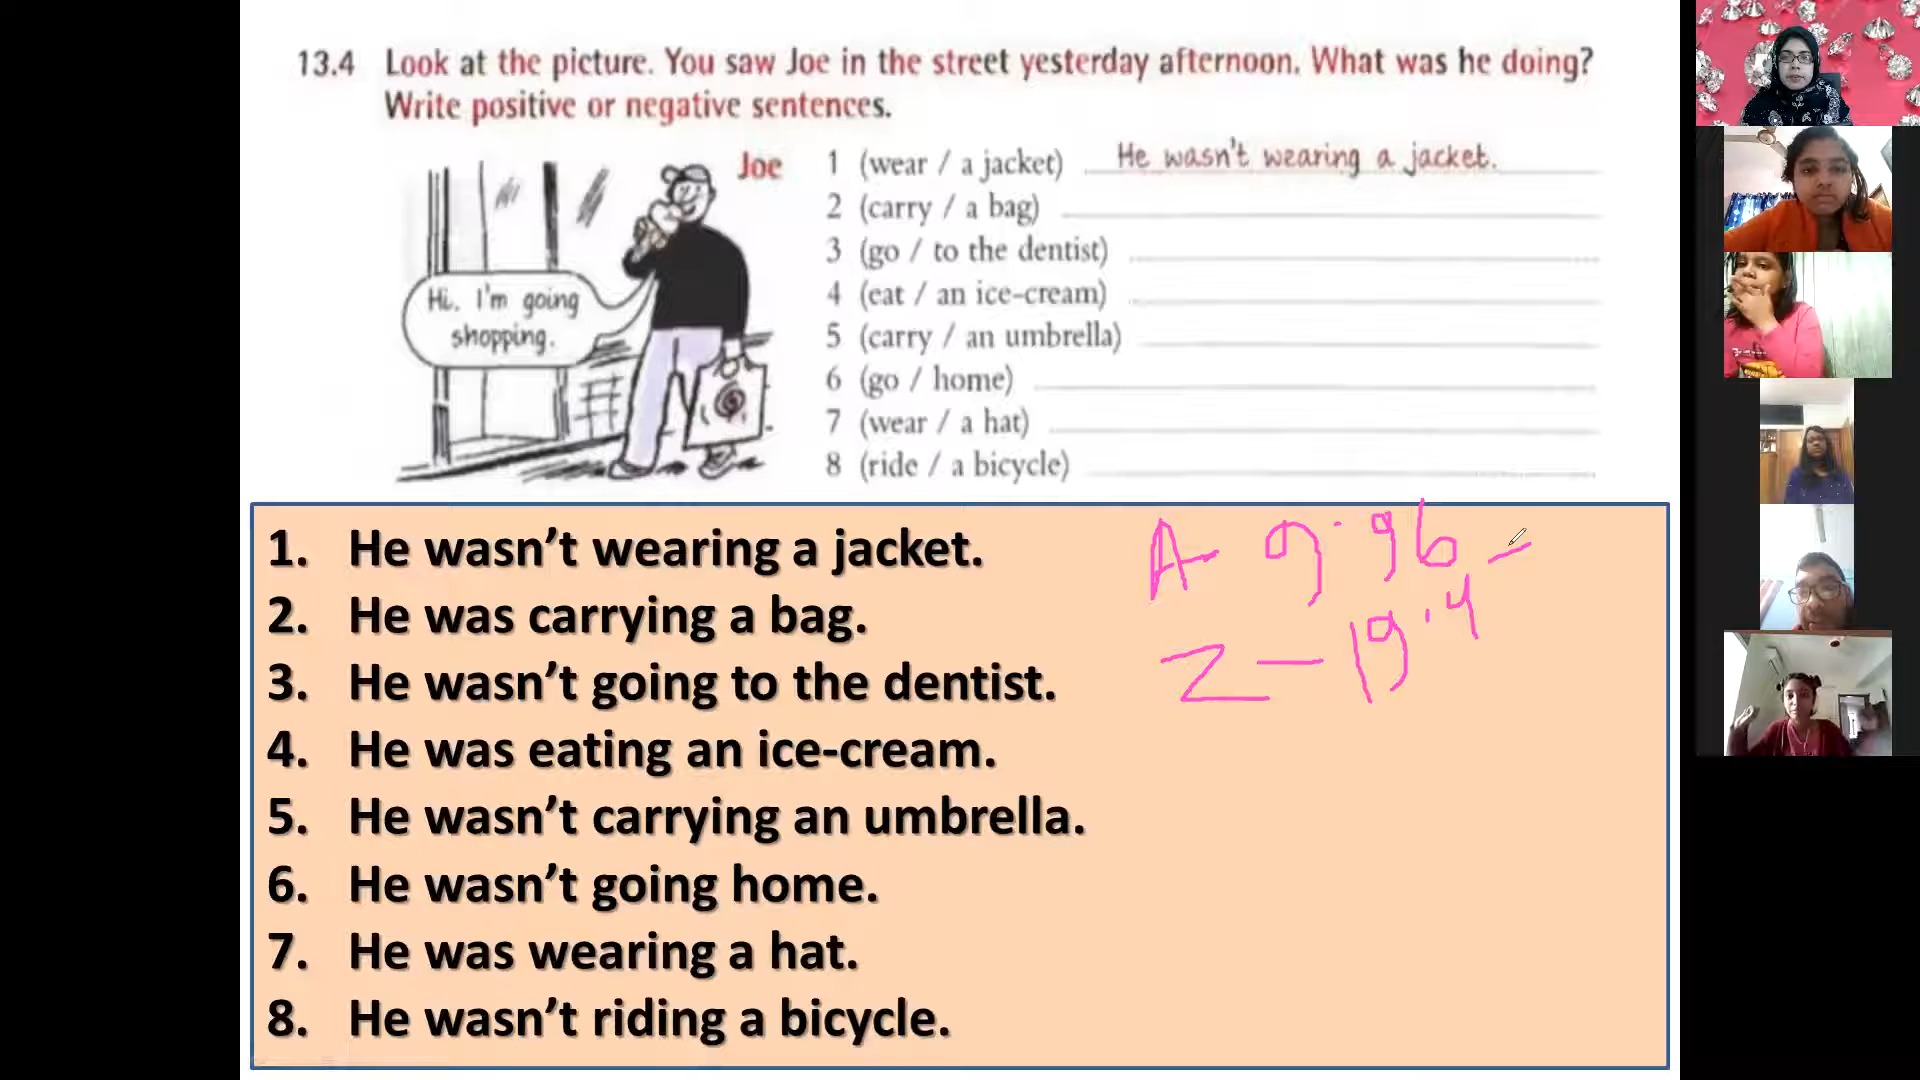 13.4 Look at the picture. You saw Joe in the street yesterday afternoon. What was he doing?
Write positive or negative sentences.
Joe
Hi. I'm going
shopping.
1 (wear / a jacket) He wasn't wearing a jacket.
2 (carry / a bag)
3 (go / to the dentist)
4 (eat / an ice-cream)
5 (carry / an umbrella)
6 (go / home)
7 (wear / a hat)
8 (ride / a bicycle)
1. He wasn't wearing a jacket.
2. He was carrying a bag.
3. He wasn't going to the dentist.
4. He was eating an ice-cream.
5. He wasn't carrying an umbrella.
6. He wasn't going home.
7. He was wearing a hat.
8. He wasn't riding a bicycle.
A- 9.96 -
Z - 19.4